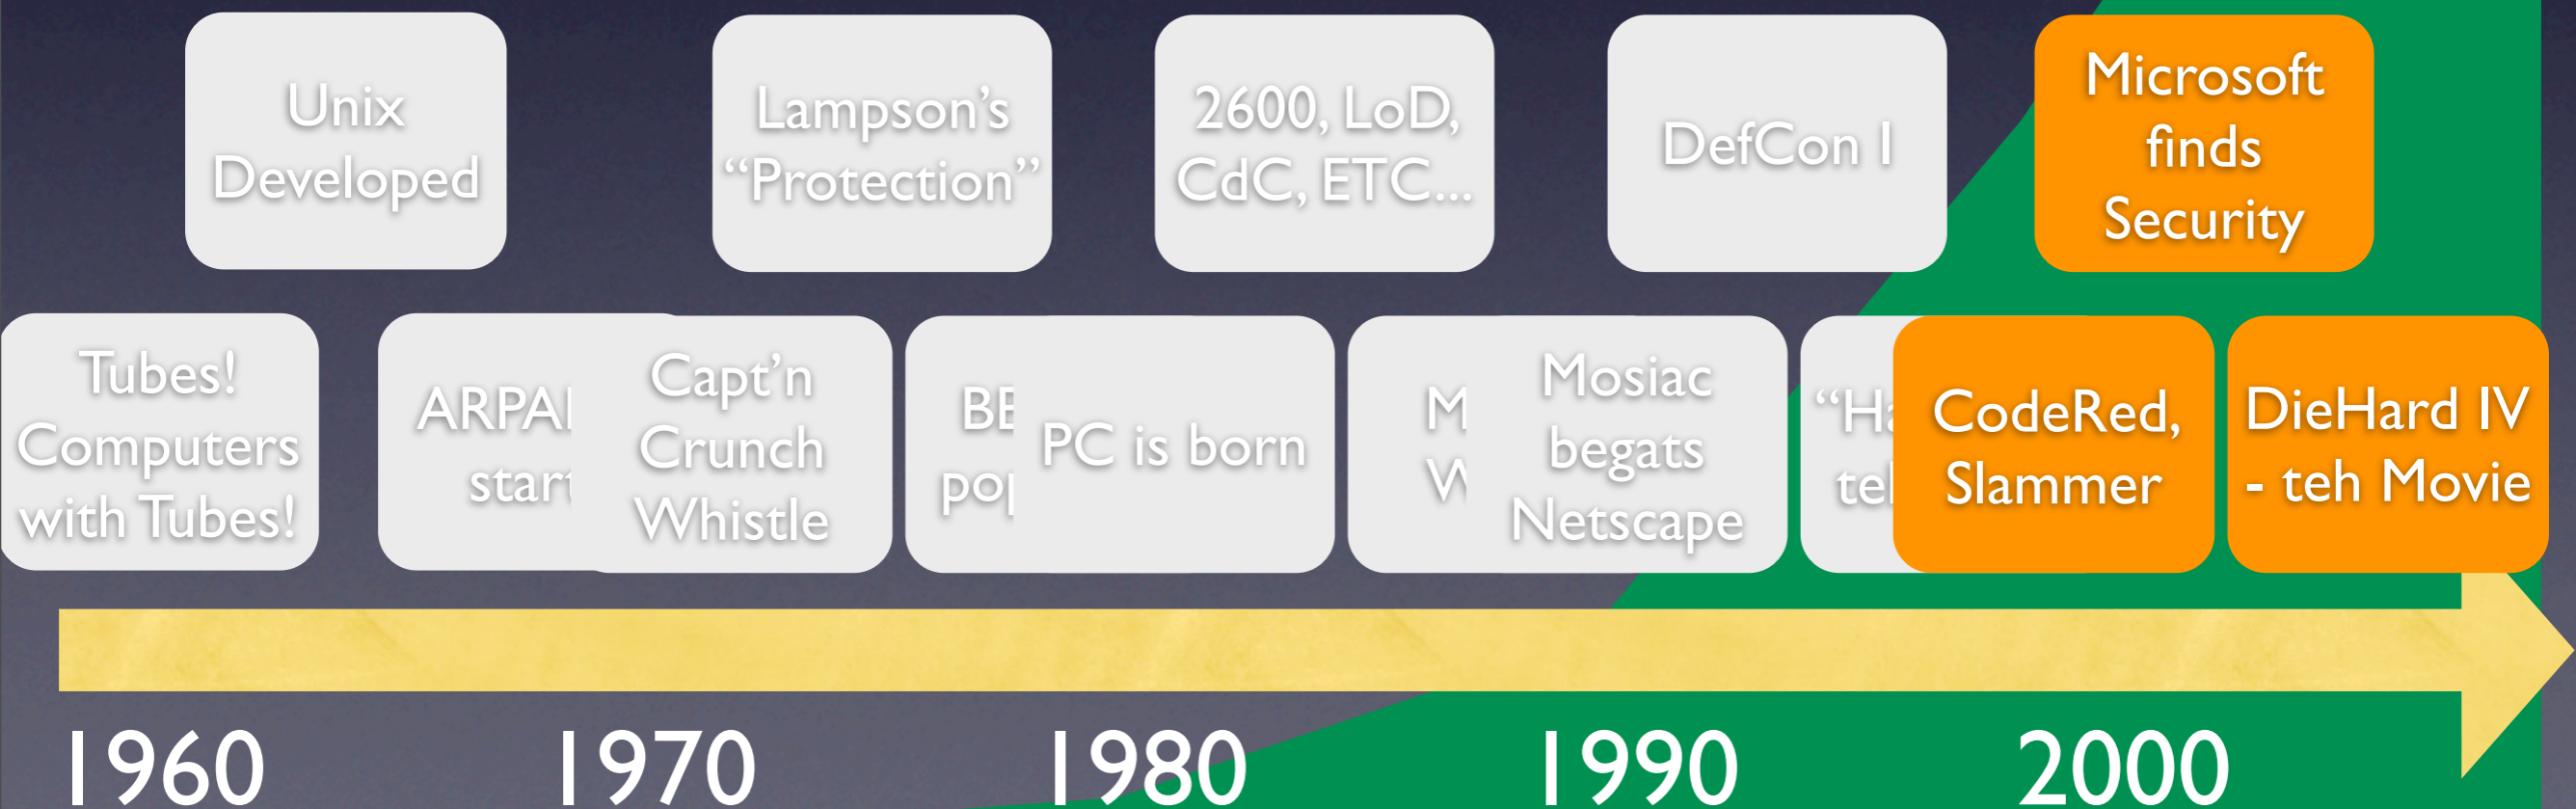 Unix
Developed
Lampson's
"Protection"
2600, LoD,
CdC, ETC...
DefCon I
Microsoft
finds
Security
Tubes!
Computers
with Tubes!
Capt'n
Crunch
Whistle
PC is born
Mosiac
begats
Netscape
CodeRed,
Slammer
DieHard IV
- teh Movie
1960
1970
1980
1990
2000